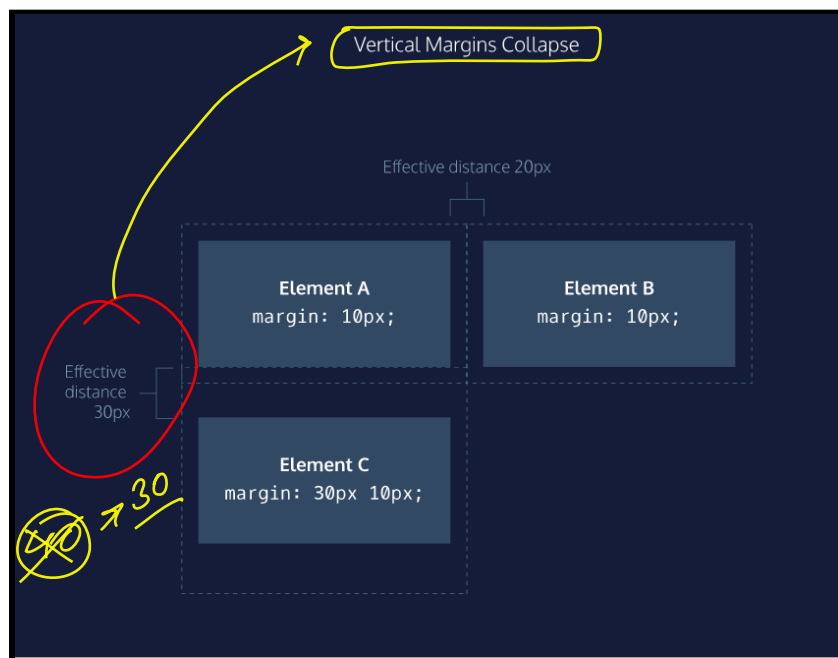 Vertical Margins Collapse
Effective distance 20px
Element A
margin: 10px;
Element B
margin: 10px;
Effective
distance
30px
Element C
margin: 30px 10px;
40 → 30